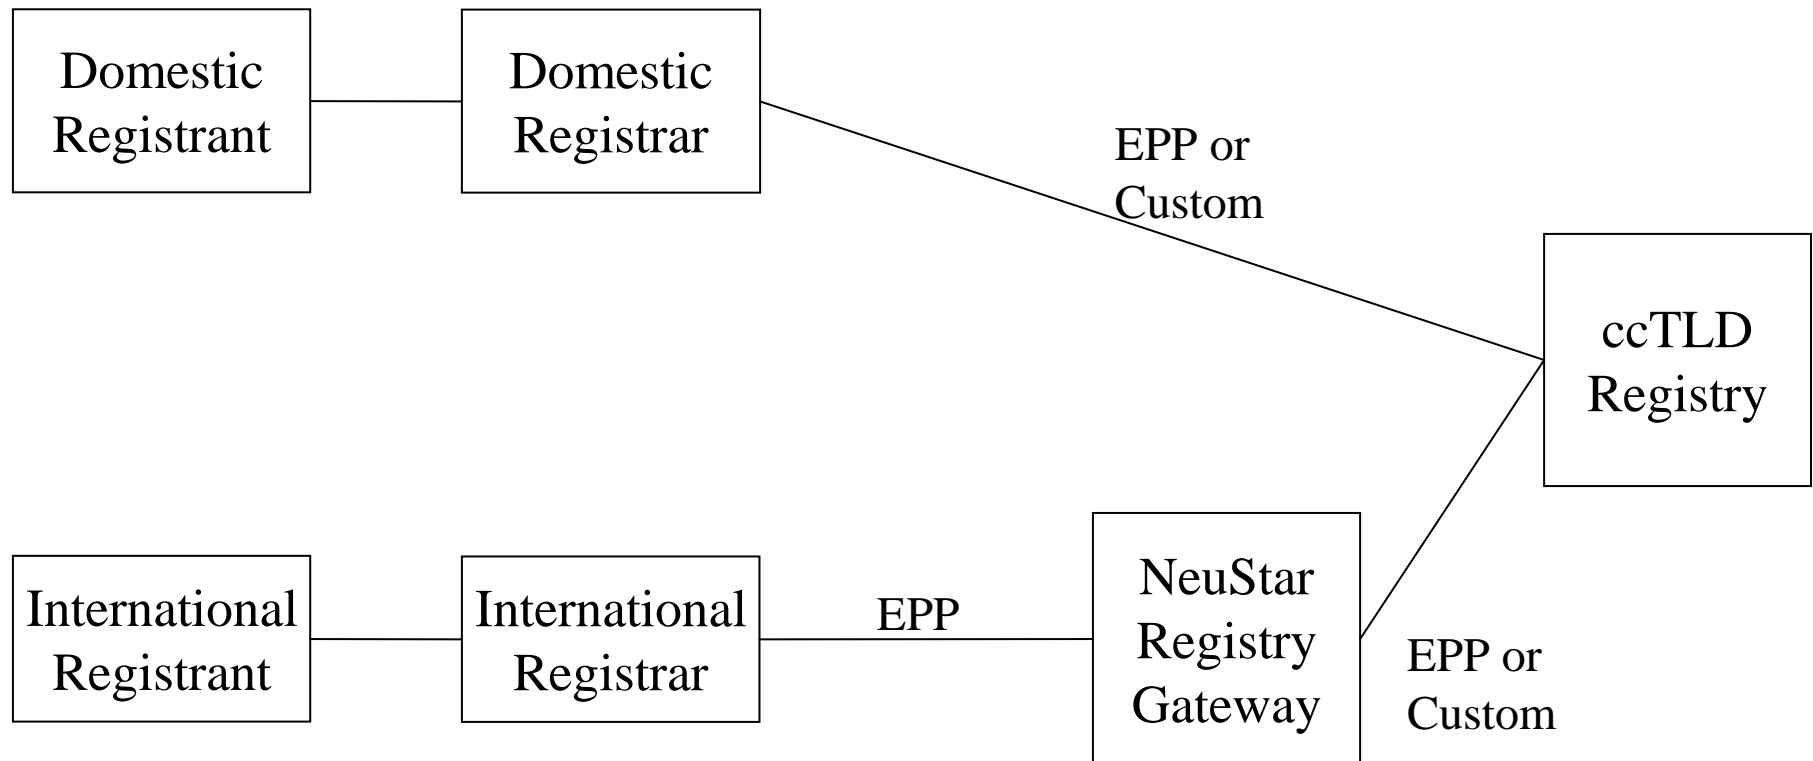 Domestic
Registrant
Domestic
Registrar
EPP or
Custom
ccTLD
Registry
International
Registrant
International
Registrar
EPP
NeuStar
Registry
Gateway
EPP or
Custom